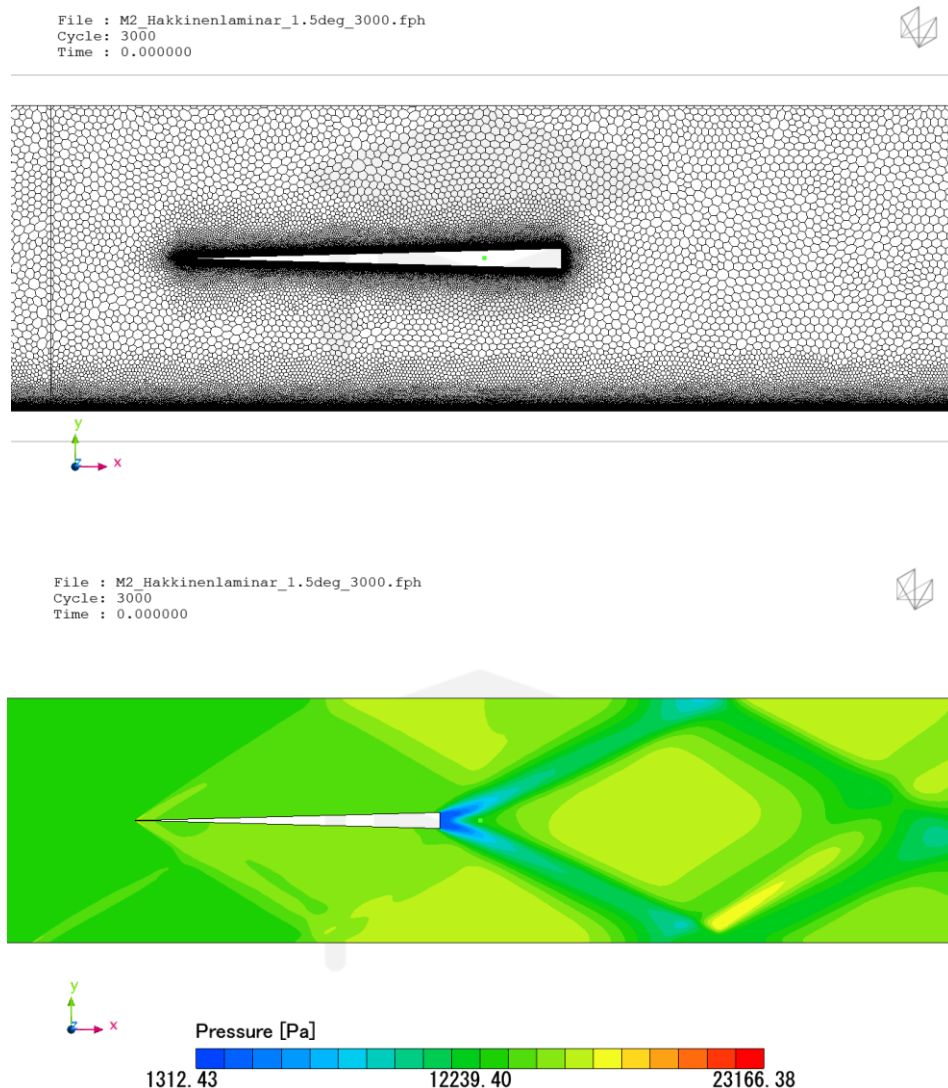 File : M2_Hakkinenlaminar_1.5deg_3000.fph
Cycle: 3000
Time : 0.000000
y
z x
File : M2_Hakkinenlaminar_1.5deg_3000.fph
Cycle: 3000
Time : 0.000000
y
z x
Pressure [Pa]
1312.43 12239.40 23166.38